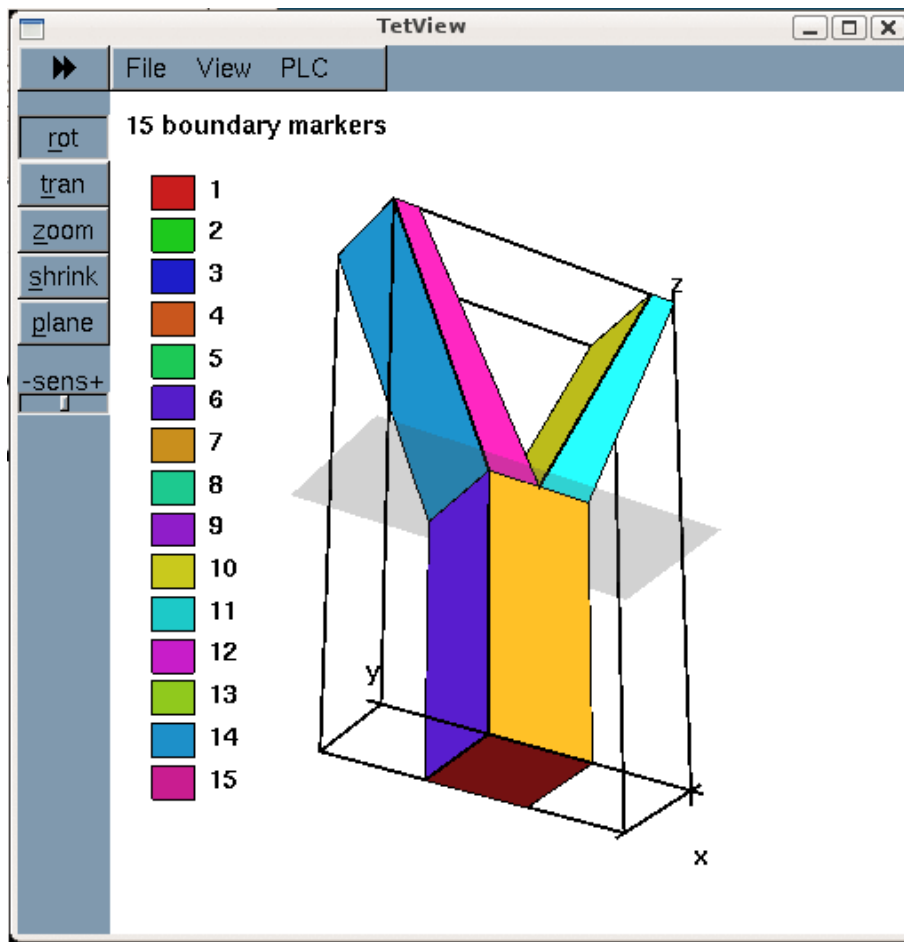 TetView
File View PLC
rot
tran
zoom
shrink
plane
-sens+
15 boundary markers
1
2
3
4
5
6
7
8
9
10
11
12
13
14
15
z
y
x